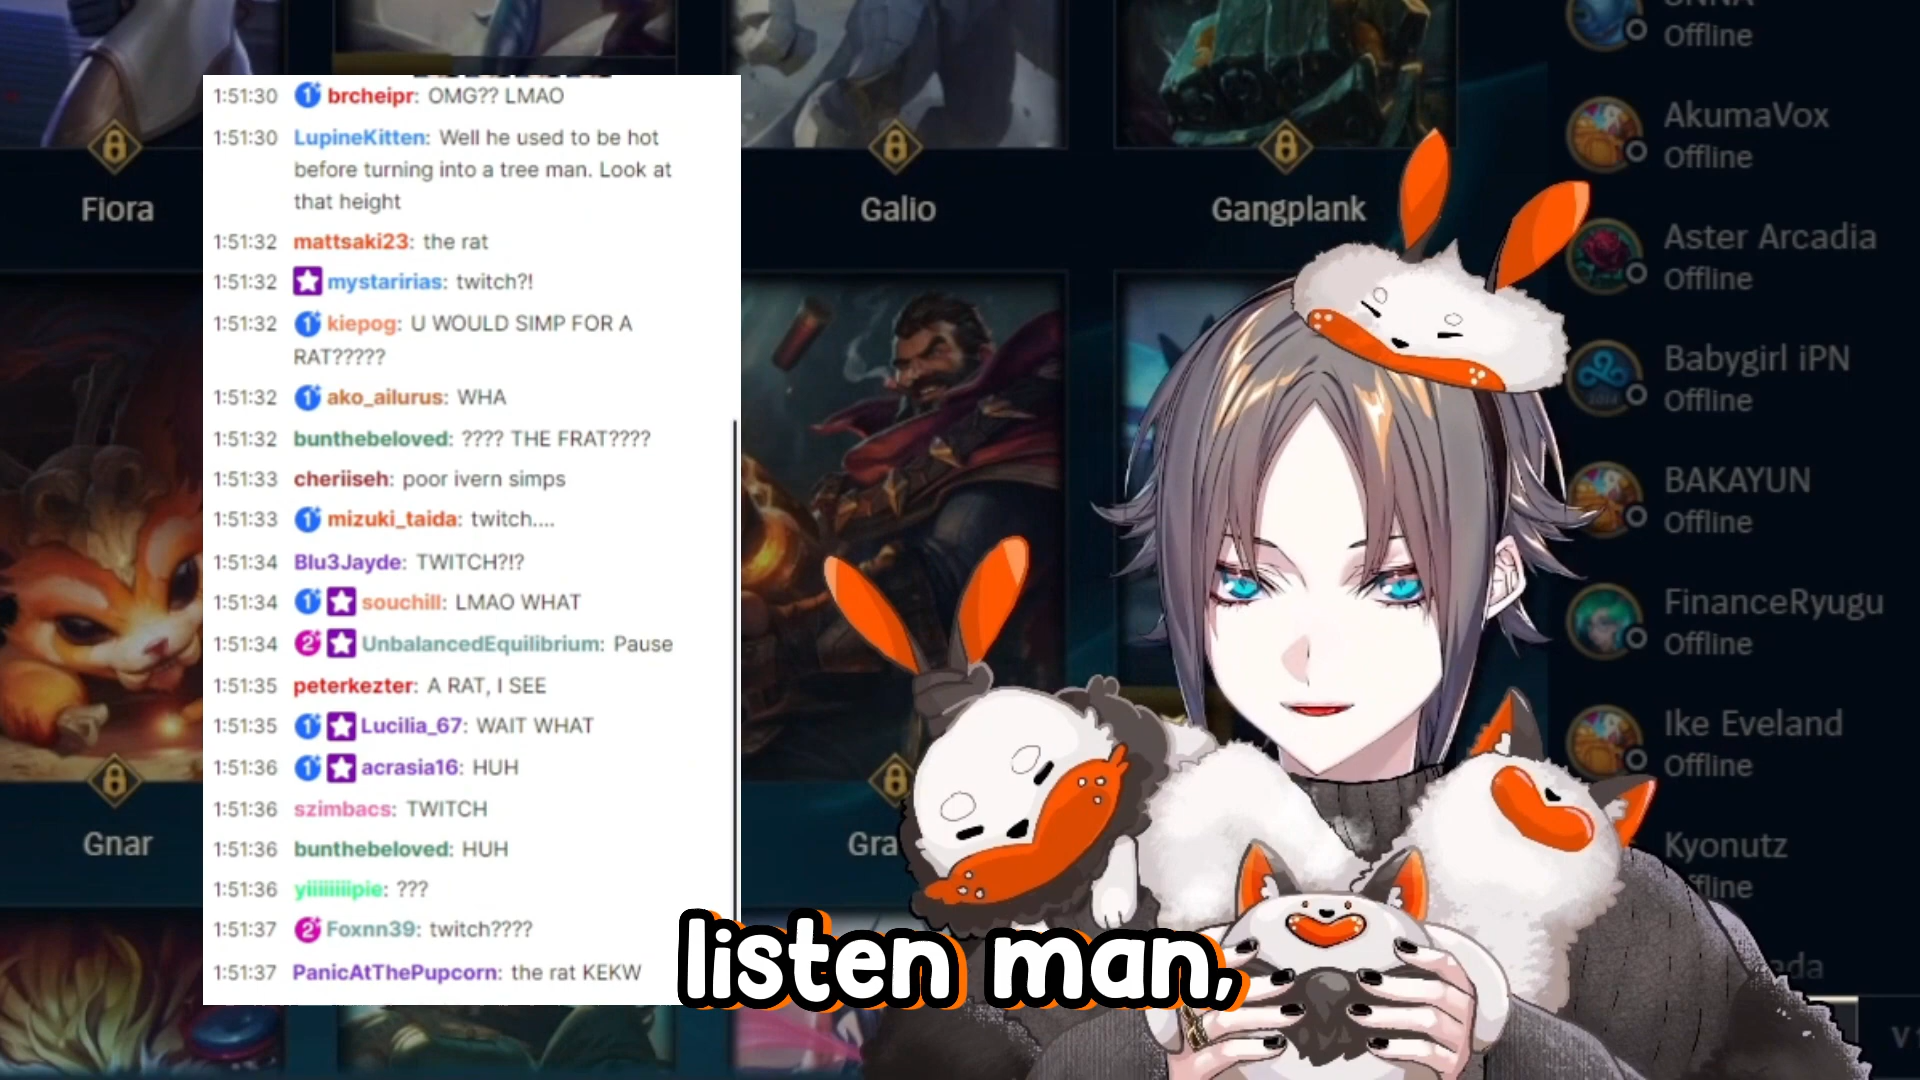 1:51:30 brcheipr: OMG?? LMAO
1:51:30 LupineKitten: Well he used to be hot
before turning into a tree man. Look at
that height
1:51:32 mattsaki23: the rat
1:51:32 mystaririas: twitch?!
1:51:32 kiepog: U WOULD SIMP FOR A
RAT?????
1:51:32 ako_ailurus: WHA
1:51:32 bunthebeloved: ???? THE FRAT????
1:51:33 cheriiseh: poor ivern simps
1:51:33 mizuki_taida: twitch....
1:51:34 Blu3Jayde: TWITCH?!?
1:51:34 souchill: LMAO WHAT
1:51:34 UnbalancedEquilibrium: Pause
1:51:35 peterkezter: A RAT, I SEE
1:51:35 Lucilia_67: WAIT WHAT
1:51:36 acrasia16: HUH
1:51:36 szimbacs: TWITCH
1:51:36 bunthebeloved: HUH
1:51:36 yiiiiiiiipie: ???
1:51:37 Foxnn39: twitch????
1:51:37 PanicAtThePupcorn: the rat KEKW
Fiora
Galio
Gangplank
Gnar
Gra
listen man,
Offline
AkumaVox
Offline
Aster Arcadia
Offline
Babygirl iPN
Offline
BAKAYUN
Offline
FinanceRyugu
Offline
Ike Eveland
Offline
Kyonutz
ffline